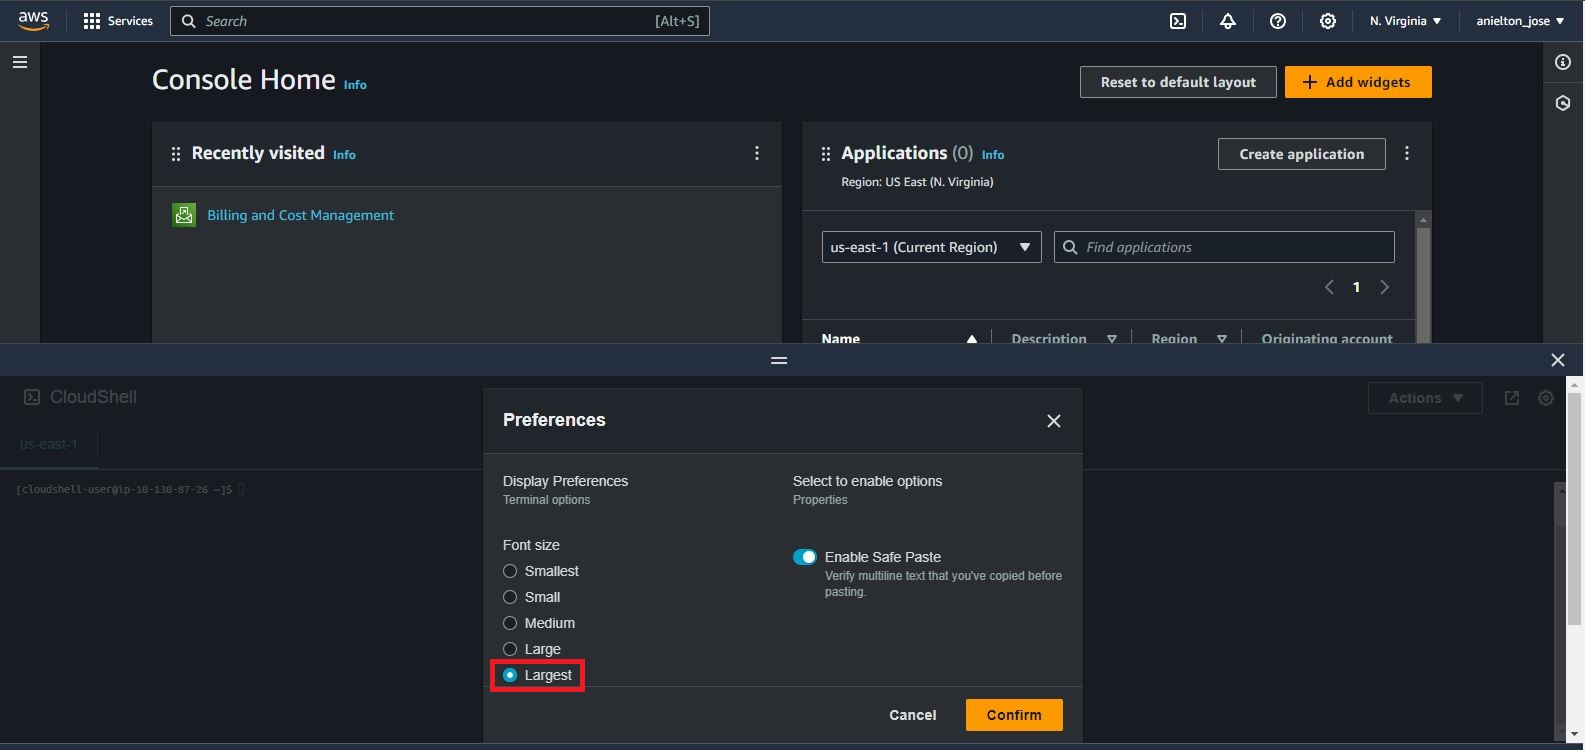 aws
Services
Search
[Alt+S]
N. Virginia
anielton_jose
Console Home Info
Reset to default layout
Add widgets
Recently visited Info
Billing and Cost Management
Applications (0) Info
Region: US East (N. Virginia)
Create application
us-east-1 (Current Region)
Find applications
1
Name
Description
Region
Originating account
CloudShell
Actions
us-east-1
[cloudshell-user@ip-10-130-87-26 ~]$
Preferences
Display Preferences
Terminal options
Font size
Smallest
Small
Medium
Large
Largest
Select to enable options
Properties
Enable Safe Paste
Verify multiline text that you've copied before
pasting.
Cancel
Confirm